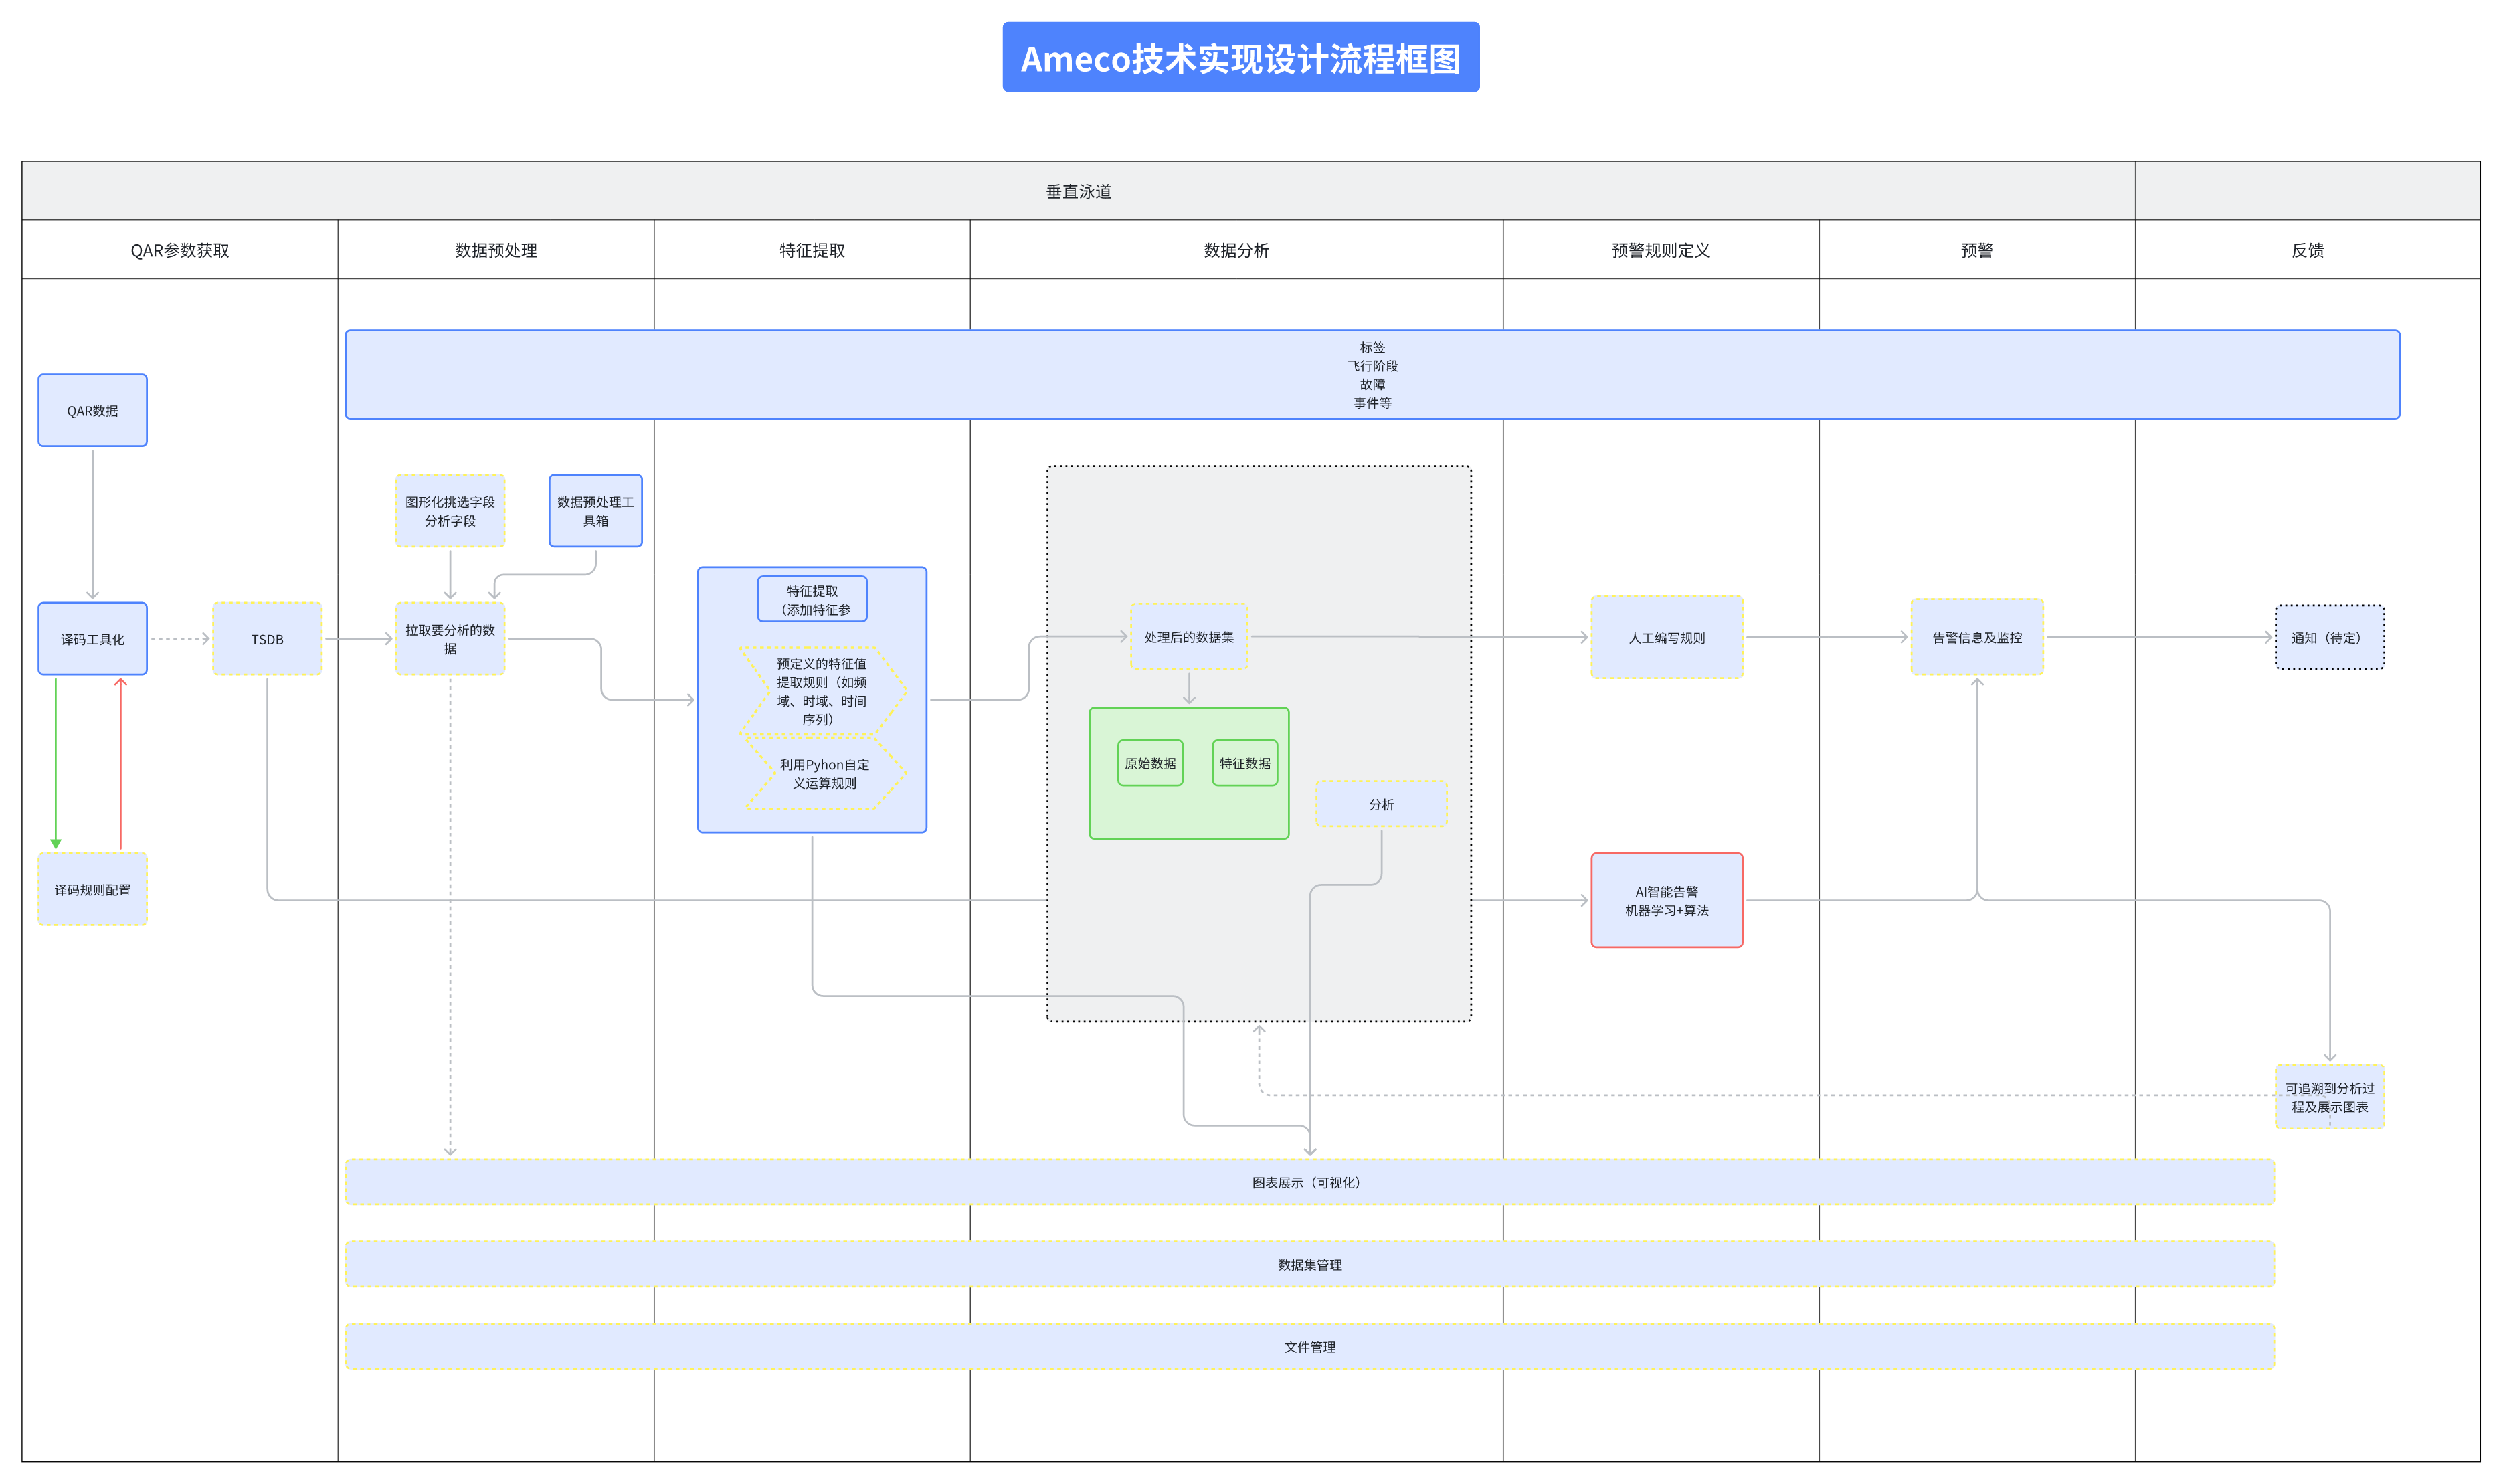 Ameco技术实现设计流程框图
垂直泳道
QAR参数获取
数据预处理
特征提取
数据分析
预警规则定义
预警
反馈
标签
飞行阶段
故障
事件等
QAR数据
图形化挑选字段
分析字段
数据预处理工
具箱
特征提取
（添加特征参
译码工具化
TSDB
拉取要分析的数
据
预定义的特征值
提取规则（如频
域、时域、时间
序列）
利用Pyhon自定
义运算规则
处理后的数据集
原始数据
特征数据
分析
人工编写规则
告警信息及监控
通知（待定）
译码规则配置
AI智能告警
机器学习+算法
可追溯到分析过
程及展示图表
图表展示（可视化）
数据集管理
文件管理